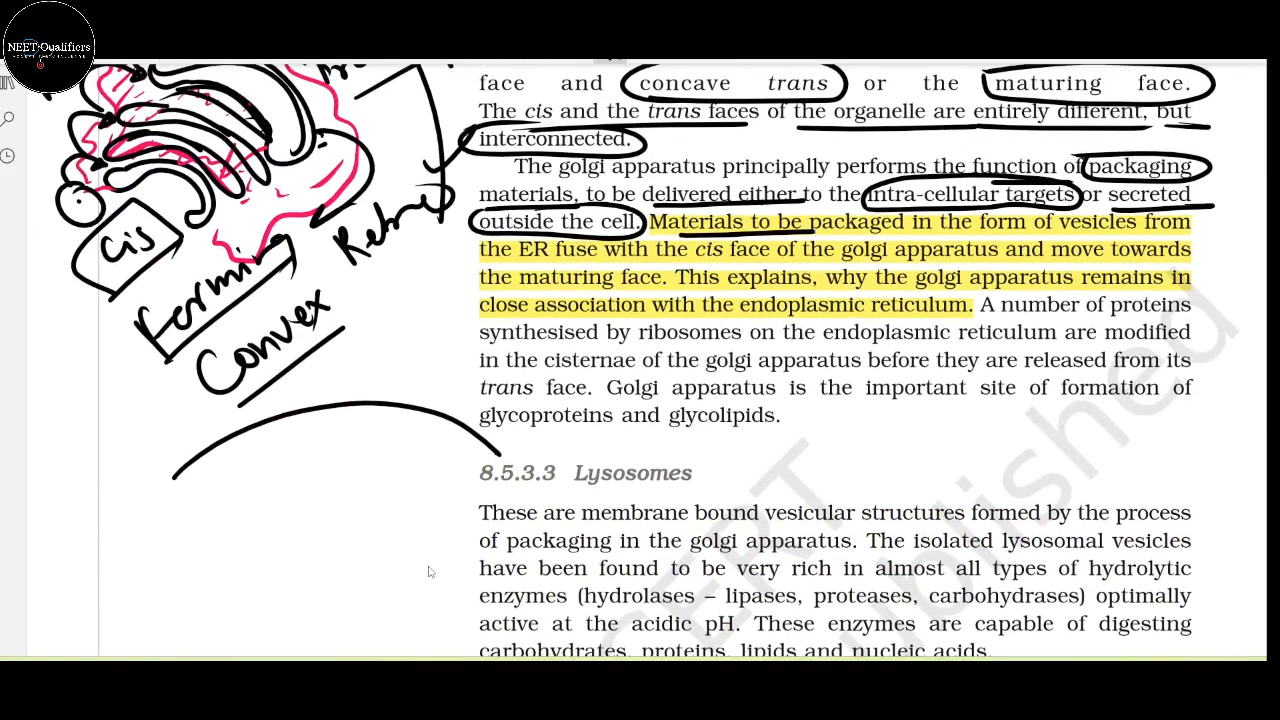 NEET Qualifiers
face and concave trans or the maturing face.
The cis and the trans faces of the organelle are entirely different, but
interconnected.
The golgi apparatus principally performs the function of packaging
materials, to be delivered either to the intra-cellular targets or secreted
outside the cell. Materials to be packaged in the form of vesicles from
the ER fuse with the cis face of the golgi apparatus and move towards
the maturing face. This explains, why the golgi apparatus remains in
close association with the endoplasmic reticulum. A number of proteins
synthesised by ribosomes on the endoplasmic reticulum are modified
in the cisternae of the golgi apparatus before they are released from its
trans face. Golgi apparatus is the important site of formation of
glycoproteins and glycolipids.
Cis
Convex
8.5.3.3 Lysosomes
These are membrane bound vesicular structures formed by the process
of packaging in the golgi apparatus. The isolated lysosomal vesicles
have been found to be very rich in almost all types of hydrolytic
enzymes (hydrolases – lipases, proteases, carbohydrases) optimally
active at the acidic pH. These enzymes are capable of digesting
carbohydrates, proteins, lipids and nucleic acids.